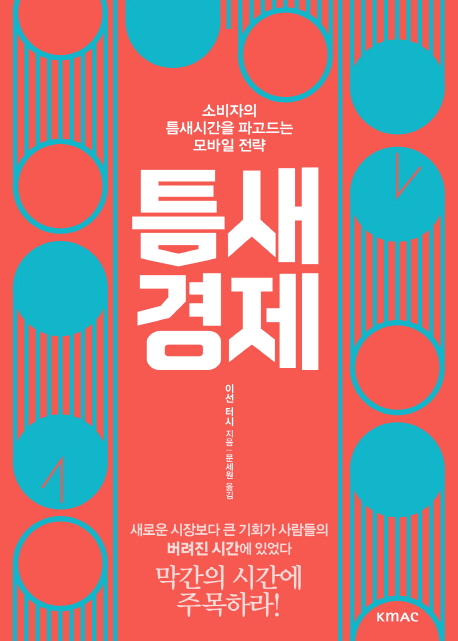 소비자의
틈새시간을 파고드는
모바일 전략
틈새
경제
이선 터시 지음 | 문세원 옮김
새로운 시장보다 큰 기회가 사람들의
버려진 시간에 있었다
막간의 시간에
주목하라!
KMAC